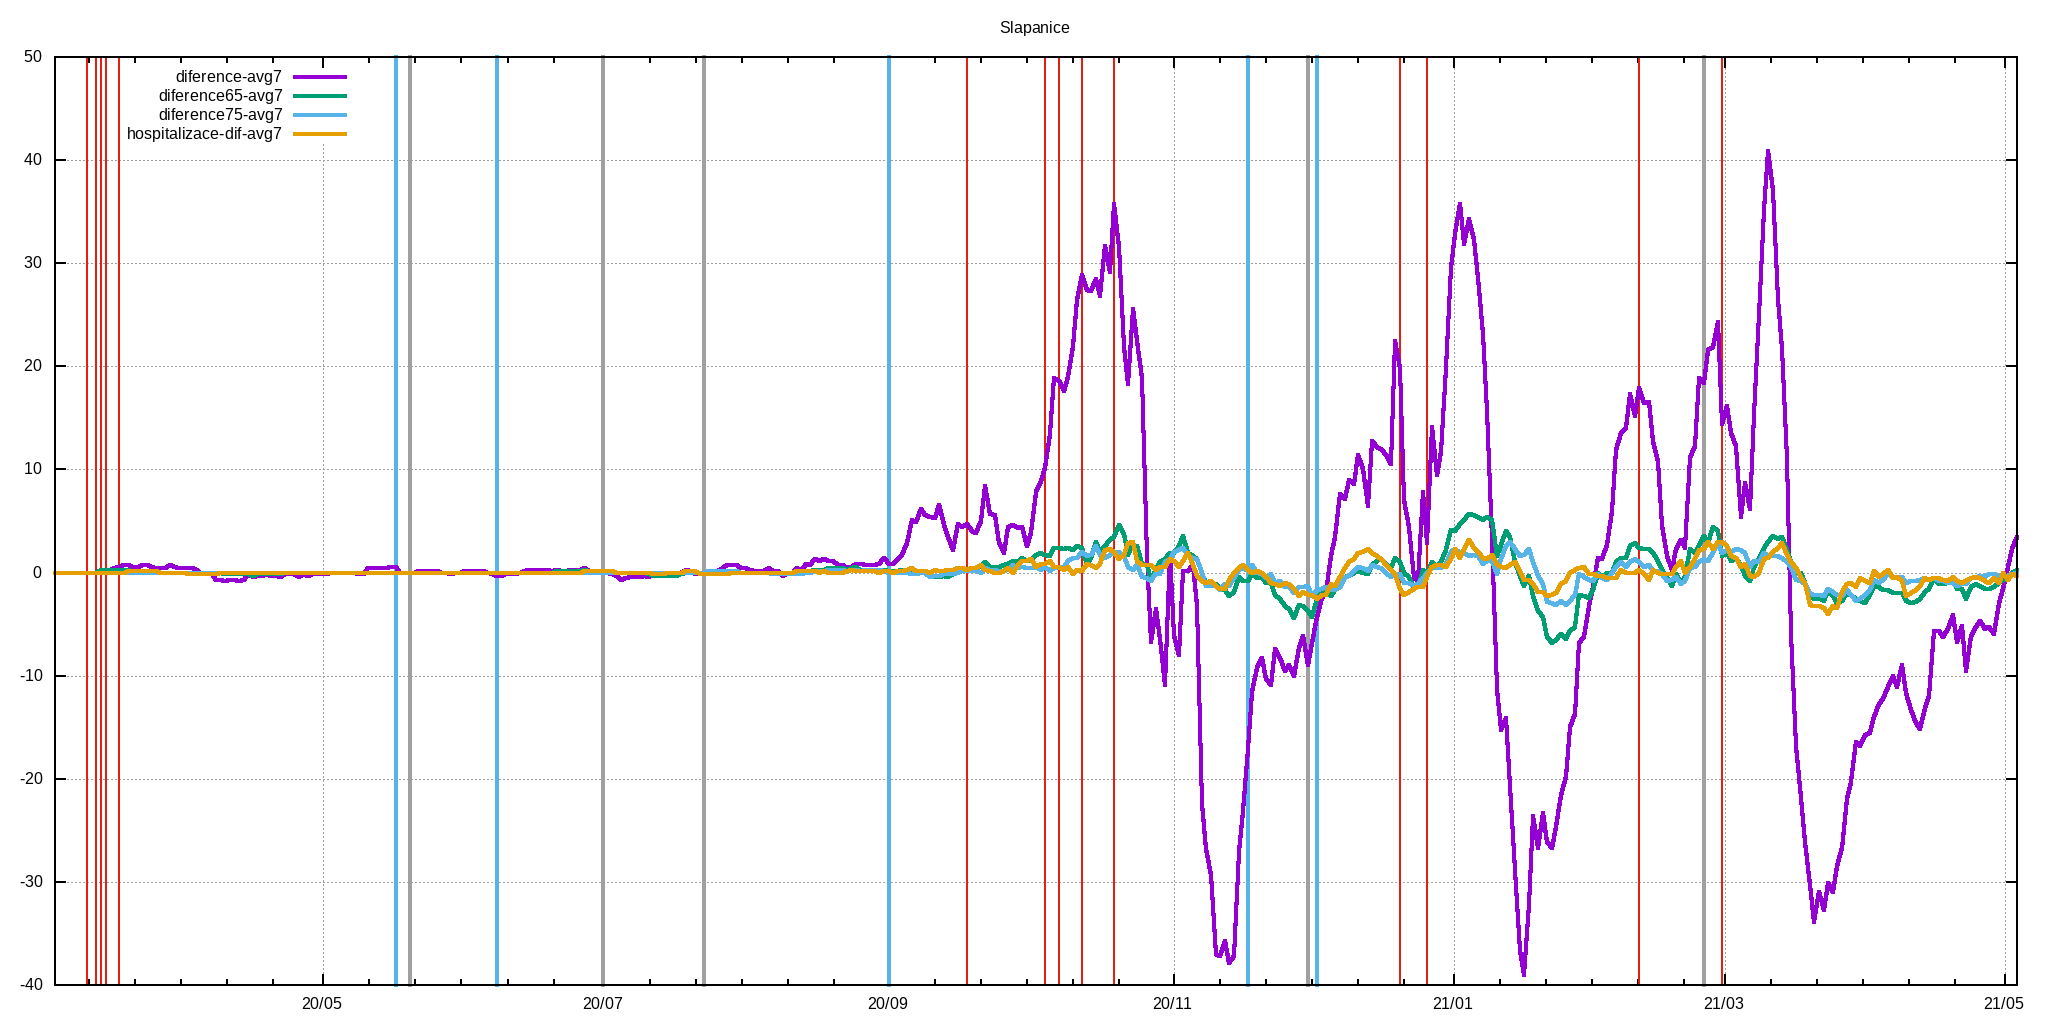 Slapanice
diference-avg7
diference65-avg7
diference75-avg7
hospitalizace-dif-avg7
50
40
30
20
10
0
-10
-20
-30
-40
20/05 20/07 20/09 20/11 21/01 21/03 21/05